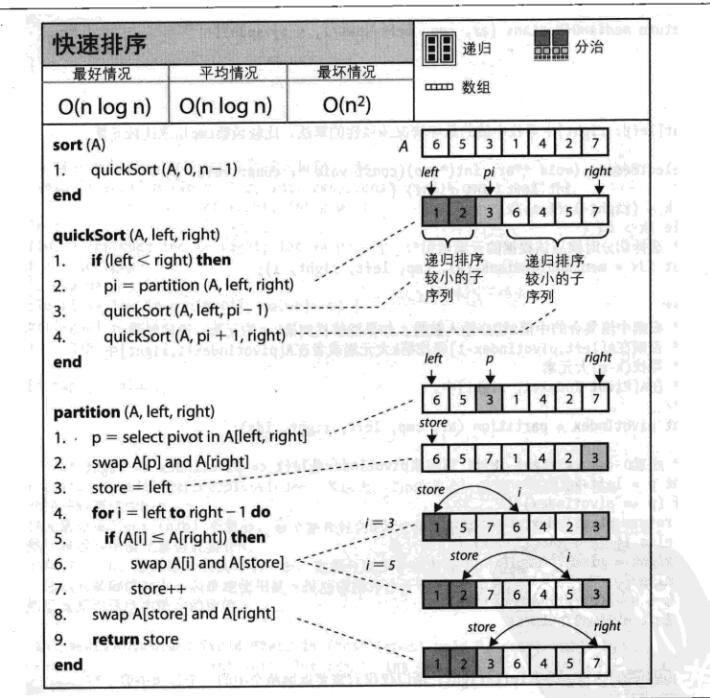 快速排序
递归
分治
最好情况 平均情况 最坏情况
数组
O(n log n) O(n log n) O(n²)
sort (A)
1. quickSort (A, 0, n−1)
end
quickSort (A, left, right)
1. if (left < right) then
2. pi = partition (A, left, right)
3. quickSort (A, left, pi−1)
4. quickSort (A, pi + 1, right)
end
partition (A, left, right)
1. p = select pivot in A[left, right]
2. swap A[p] and A[right]
3. store = left
4. for i = left to right − 1 do
5. if (A[i] ≤ A[right]) then
6. swap A[i] and A[store]
7. store++
8. swap A[store] and A[right]
9. return store
end
A 6 5 3 1 4 2 7
left pi right
1 2 3 6 4 5 7
递归排序 递归排序
较小的子 较小的子
序列 序列
left p right
6 5 3 1 4 2 7
store
6 5 7 1 4 2 3
store i
i = 3
1 5 7 6 4 2 3
store i
i = 5
1 2 7 6 4 5 3
store right
1 2 3 6 4 5 7